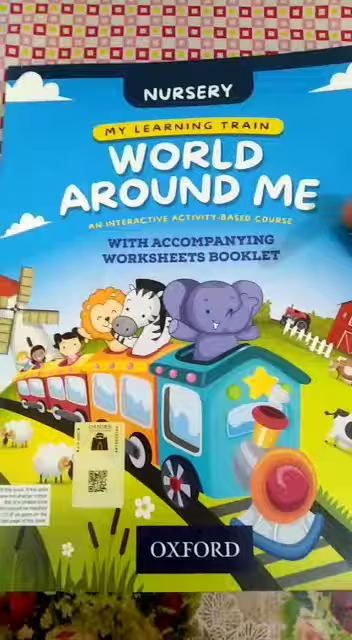 NURSERY
MY LEARNING TRAIN
WORLD
AROUND ME
AN INTERACTIVE ACTIVITY-BASED COURSE
WITH ACCOMPANYING
WORKSHEETS BOOKLET
OXFORD